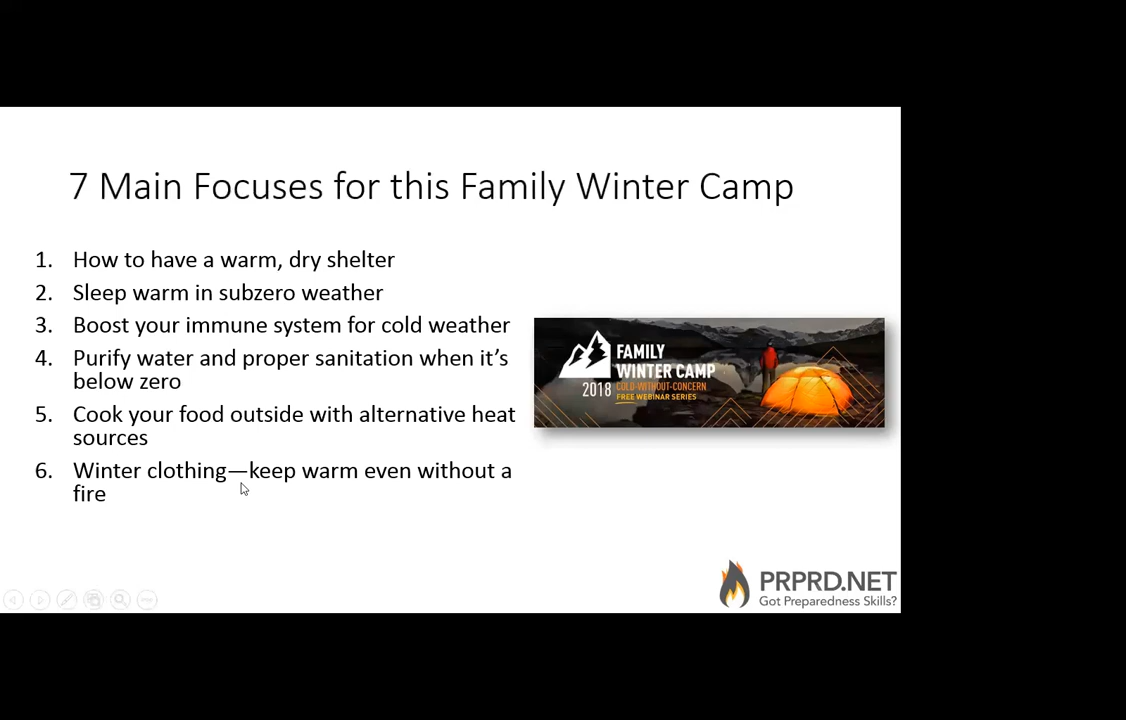 7 Main Focuses for this Family Winter Camp
1. How to have a warm, dry shelter
2. Sleep warm in subzero weather
3. Boost your immune system for cold weather
4. Purify water and proper sanitation when it’s
below zero
5. Cook your food outside with alternative heat
sources
6. Winter clothing—keep warm even without a
fire
FAMILY
WINTER CAMP
2018 COLD-WITHOUT-CONCERN
FREE WEBINAR SERIES
PRPRD.NET
Got Preparedness Skills?